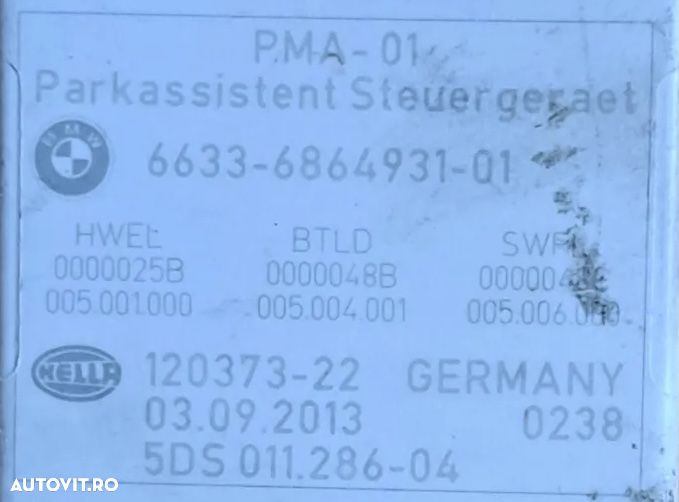 PMA-01
Parkassistent Steuergeraet
BMW
6633-6864931-01
HWEL BTLD
0000025B 0000048B
005.001.000 005.004.001
HELLA 120373-22 GERMANY
03.09.2013 0238
5DS 011.286-04
AUTOVIT.RO